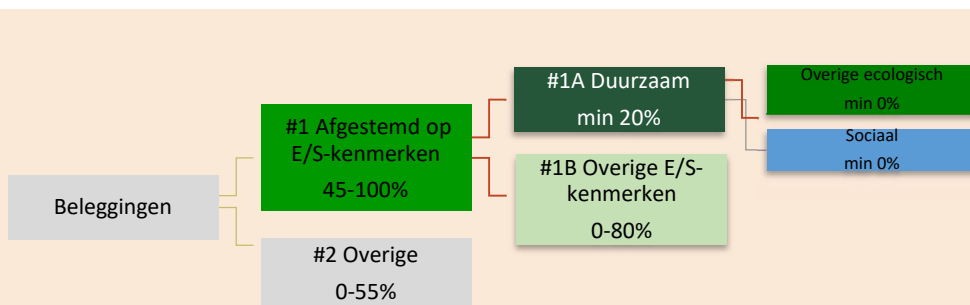 Beleggingen
#1 Afgestemd op
E/S-kenmerken
45-100%
#2 Overige
0-55%
#1A Duurzaam
min 20%
#1B Overige E/S-
kenmerken
0-80%
Overige ecologisch
min 0%
Sociaal
min 0%